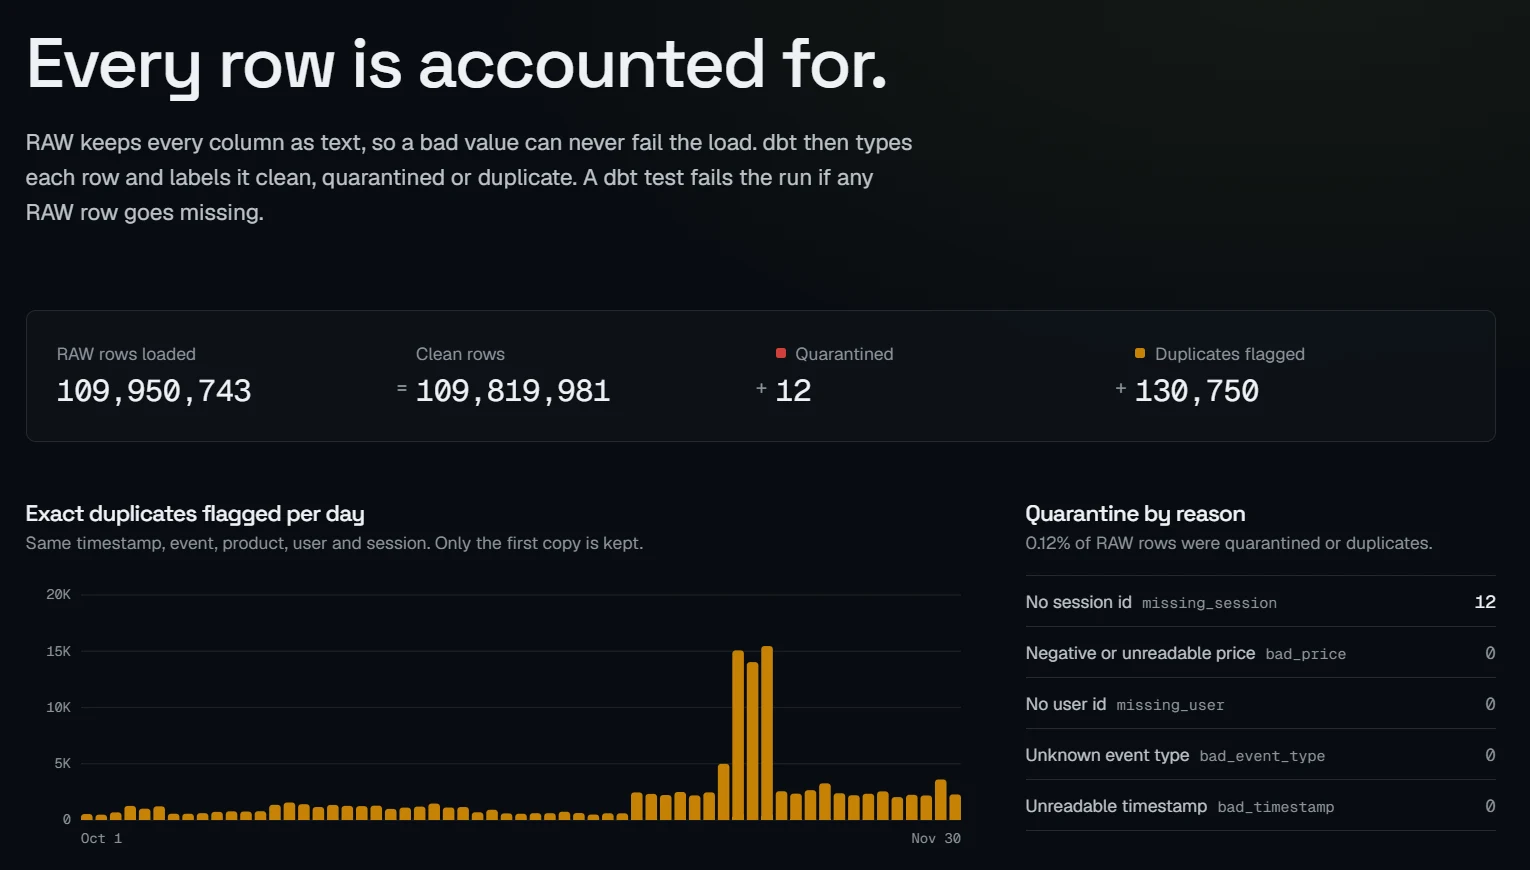 Every row is accounted for.
RAW keeps every column as text, so a bad value can never fail the load. dbt then types
each row and labels it clean, quarantined or duplicate. A dbt test fails the run if any
RAW row goes missing.
RAW rows loaded
109,950,743
Clean rows
= 109,819,981
Quarantined
+ 12
Duplicates flagged
+ 130,750
Exact duplicates flagged per day
Same timestamp, event, product, user and session. Only the first copy is kept.
20K
15K
10K
5K
0
Oct 1
Nov 30
Quarantine by reason
0.12% of RAW rows were quarantined or duplicates.
No session id missing_session 12
Negative or unreadable price bad_price 0
No user id missing_user 0
Unknown event type bad_event_type 0
Unreadable timestamp bad_timestamp 0